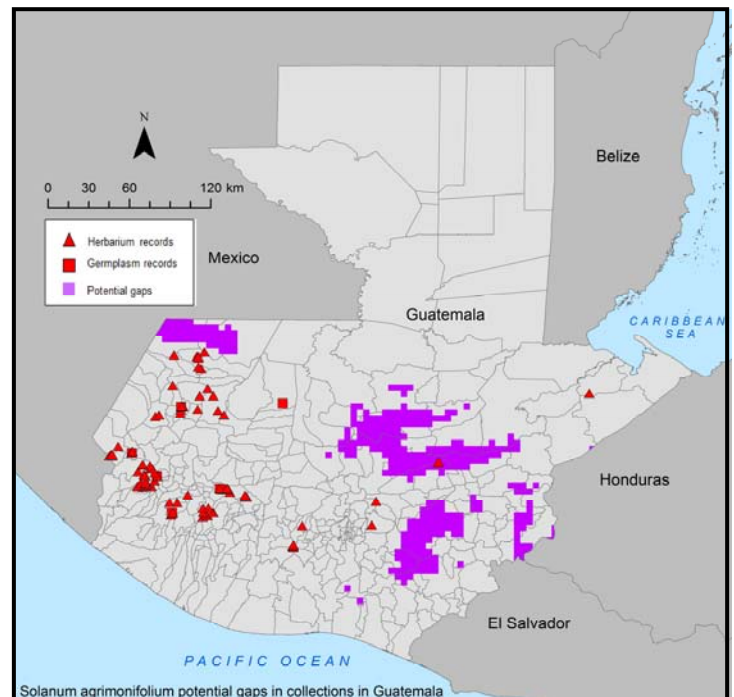 Belize
N
0 30 60 120 km
Herbarium records
Germplasm records
Potential gaps
Mexico
Guatemala
CARIBBEAN
SEA
Honduras
El Salvador
PACIFIC OCEAN
Solanum agrimonifolium potential gaps in collections in Guatemala